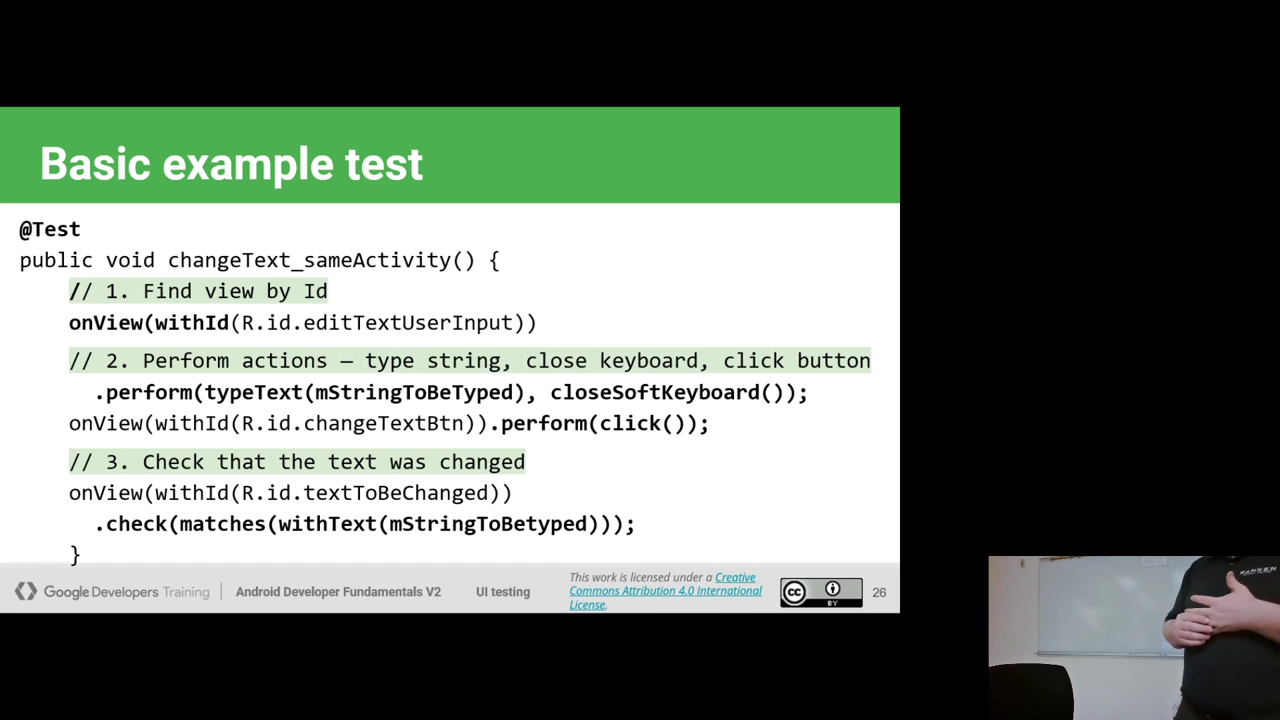 Basic example test
@Test
public void changeText_sameActivity() {
// 1. Find view by Id
onView(withId(R.id.editTextUserInput))
// 2. Perform actions — type string, close keyboard, click button
.perform(typeText(mStringToBeTyped), closeSoftKeyboard());
onView(withId(R.id.changeTextBtn)).perform(click());
// 3. Check that the text was changed
onView(withId(R.id.textToBeChanged))
.check(matches(withText(mStringToBetyped)));
}
Google Developers Training
Android Developer Fundamentals V2
UI testing
This work is licensed under a Creative
Commons Attribution 4.0 International
License.
cc
BY
26
RANKEN